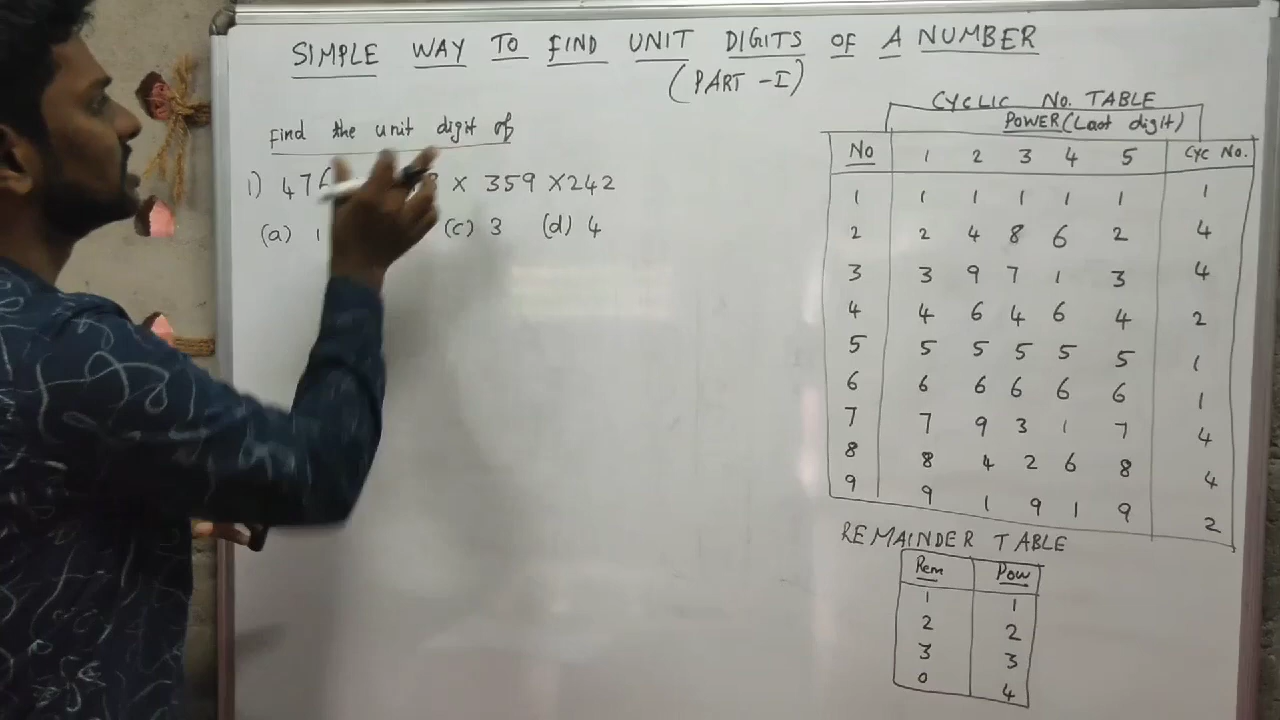 SIMPLE WAY TO FIND UNIT DIGITS OF A NUMBER
(PART-I)
Find the unit digit of
1) 47 x 359 x 242
(a) 1 (c) 3 (d) 4
CYCLIC No. TABLE
POWER (Last digit)
No 1 2 3 4 5 Cyc No.
1 1 1 1 1 1 1
2 2 4 8 6 2 4
3 3 9 7 1 3 4
4 4 6 4 6 4 2
5 5 5 5 5 5 1
6 6 6 6 6 6 1
7 7 9 3 1 7 4
8 8 4 2 6 8 4
9 9 1 9 1 9 2
REMAINDER TABLE
Rem Pow
1 1
2 2
3 3
0 4